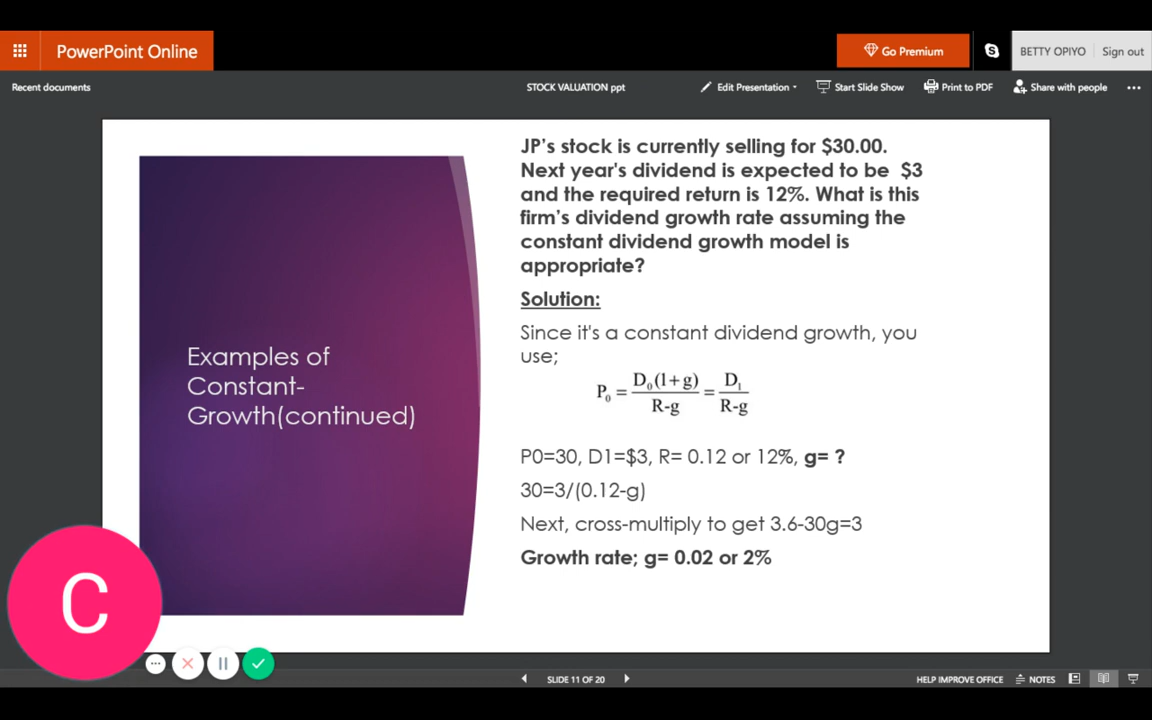 PowerPoint Online
Go Premium
BETTY OPIYO
Sign out
Recent documents
STOCK VALUATION ppt
Edit Presentation
Start Slide Show
Print to PDF
Share with people
Examples of
Constant-
Growth(continued)
JP’s stock is currently selling for $30.00.
Next year's dividend is expected to be $3
and the required return is 12%. What is this
firm’s dividend growth rate assuming the
constant dividend growth model is
appropriate?
Solution:
Since it's a constant dividend growth, you
use;
P₀ = D₀(1+g)/R-g = D₁/R-g
P0=30, D1=$3, R= 0.12 or 12%, g= ?
30=3/(0.12-g)
Next, cross-multiply to get 3.6-30g=3
Growth rate; g= 0.02 or 2%
C
SLIDE 11 OF 20
HELP IMPROVE OFFICE
NOTES